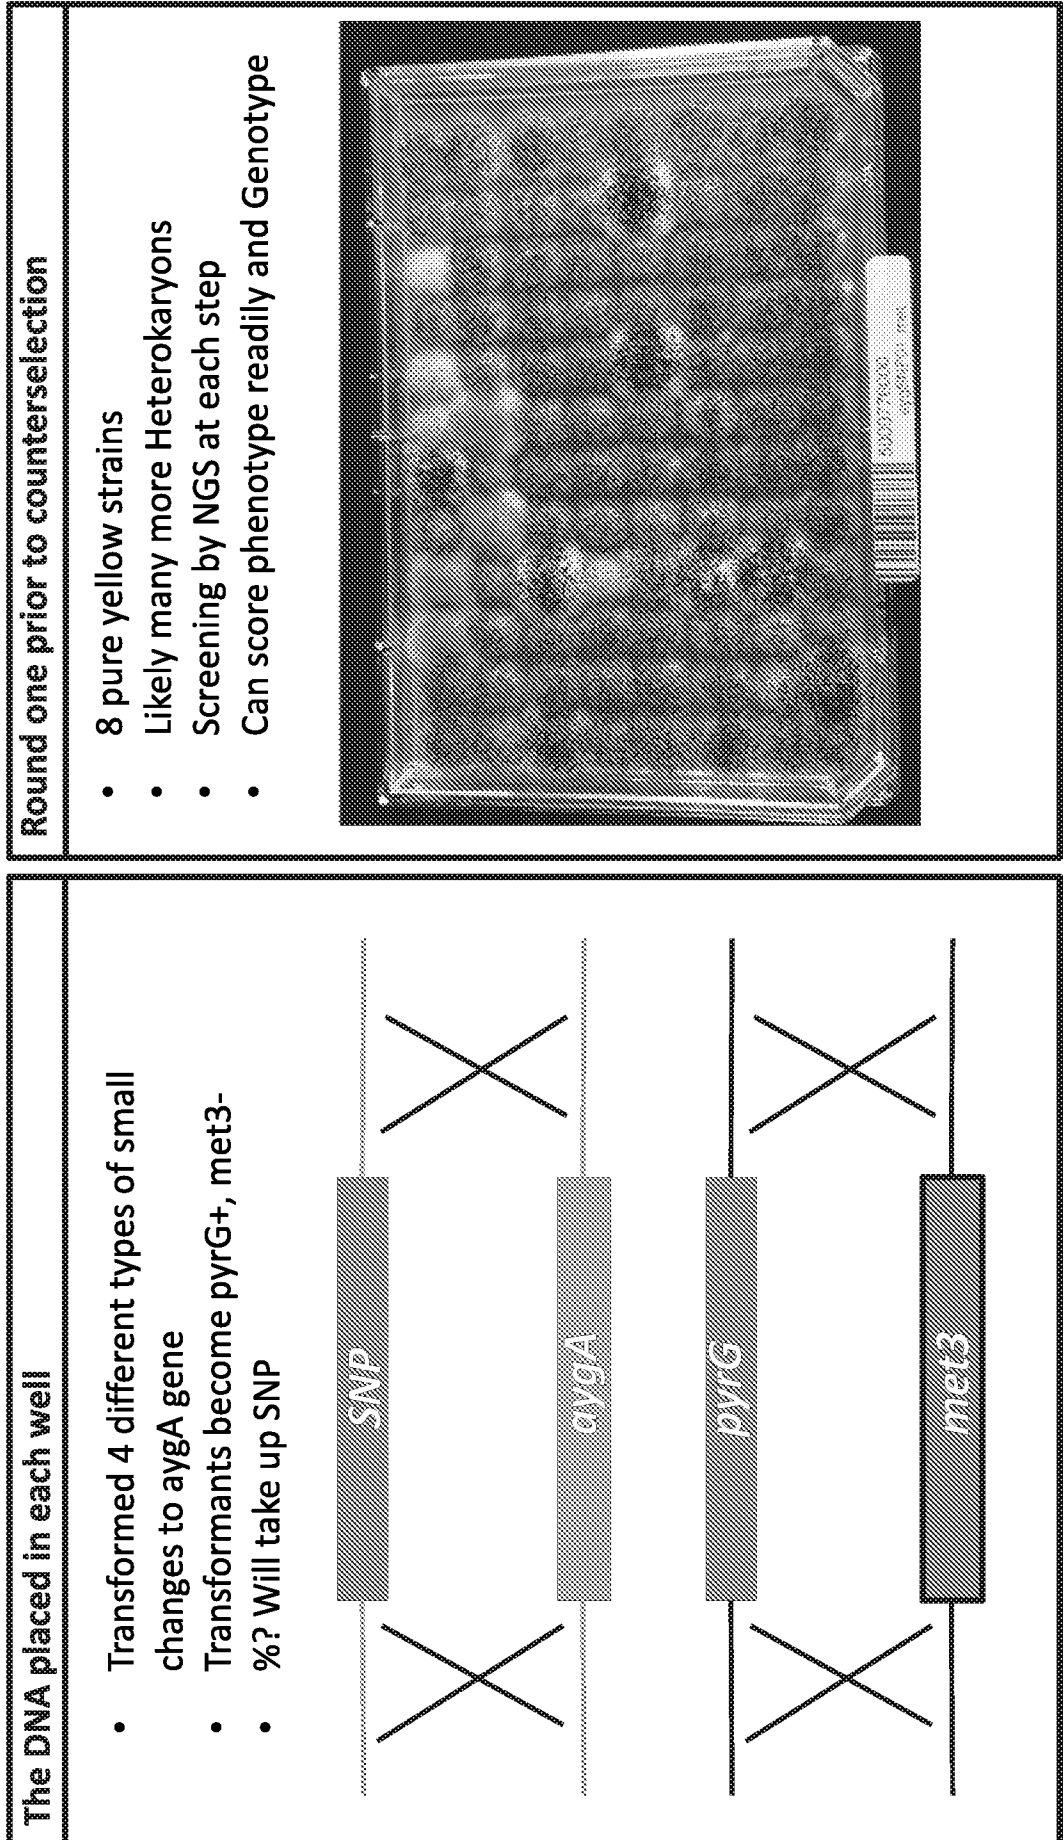 The DNA placed in each well
• Transformed 4 different types of small
changes to aygA gene
• Transformants become pyrG+, met3-
• %? Will take up SNP
SNP
aygA
pyrG
met3
Round one prior to counterselection
• 8 pure yellow strains
• Likely many more Heterokaryons
• Screening by NGS at each step
• Can score phenotype readily and Genotype